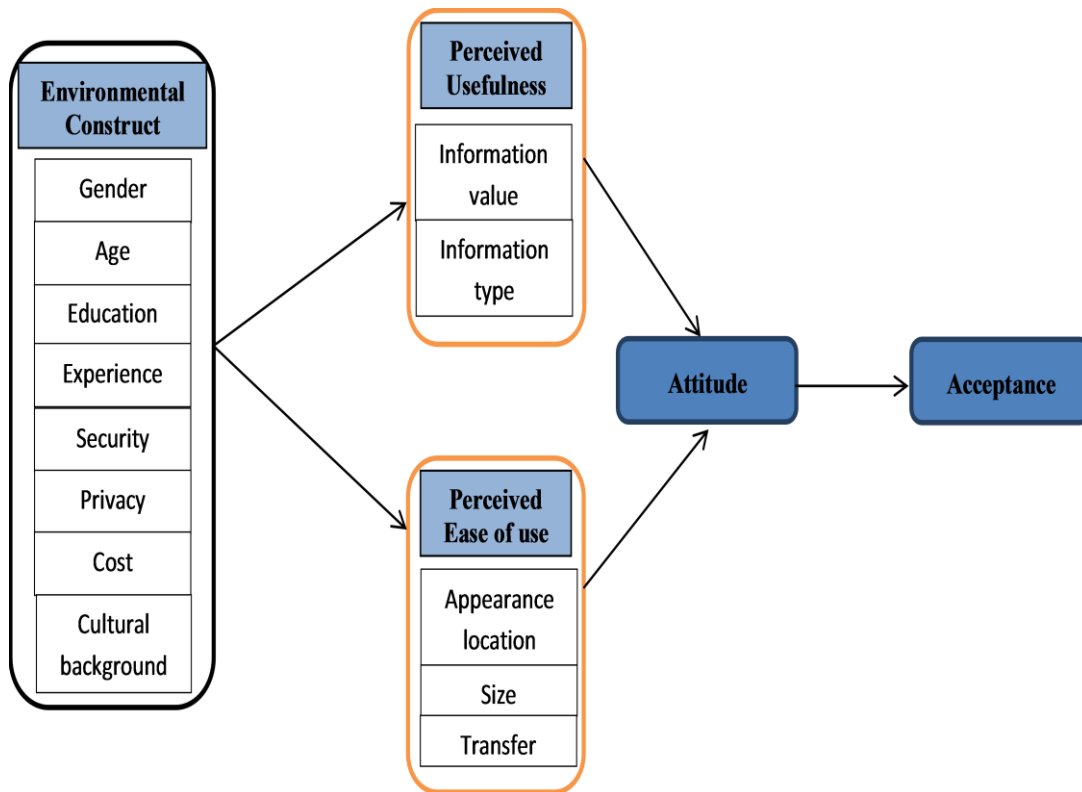 Environmental
Construct
Gender
Age
Education
Experience
Security
Privacy
Cost
Cultural
background
Perceived
Usefulness
Information
value
Information
type
Perceived
Ease of use
Appearance
location
Size
Transfer
Attitude
Acceptance